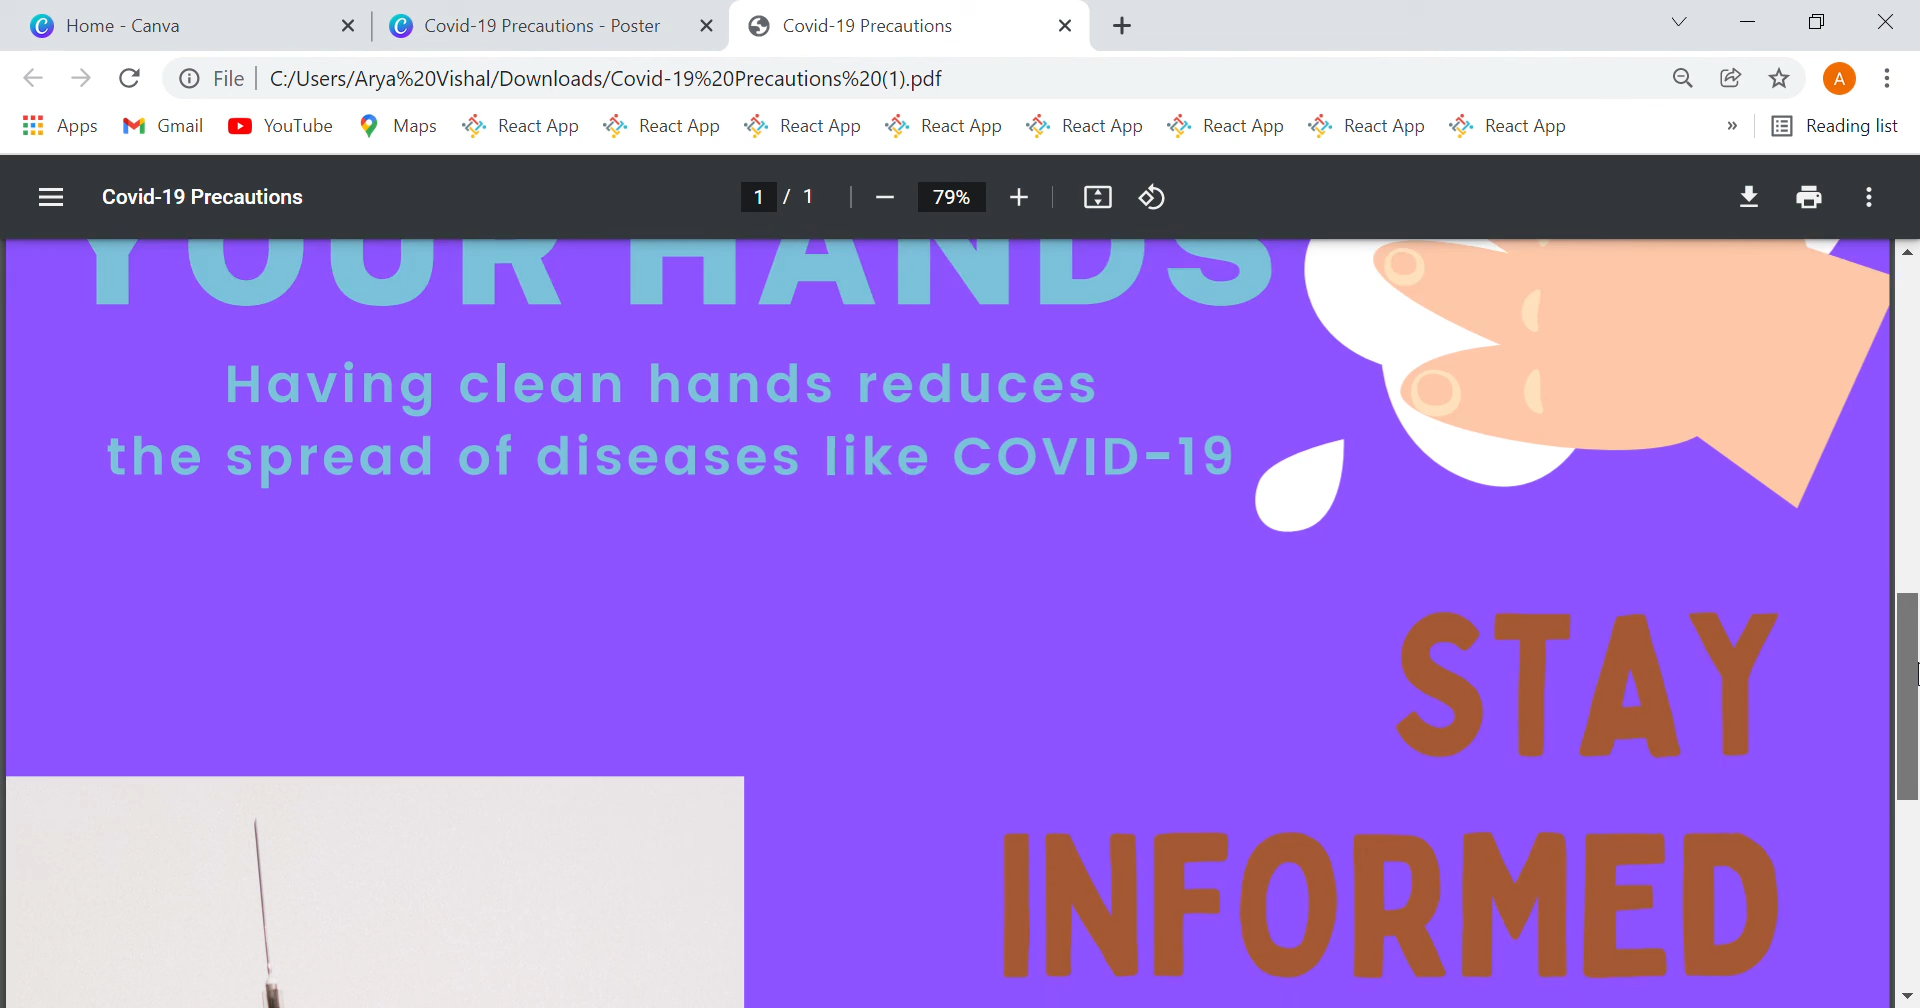 Home - Canva
Covid-19 Precautions - Poster
Covid-19 Precautions
File
C:/Users/Arya%20Vishal/Downloads/Covid-19%20Precautions%20(1).pdf
A
Apps
Gmail
YouTube
Maps
React App
React App
React App
React App
React App
React App
React App
React App
»
Reading list
Covid-19 Precautions
1 / 1
79%
YOUR HANDS
Having clean hands reduces
the spread of diseases like COVID-19
STAY
INFORMED